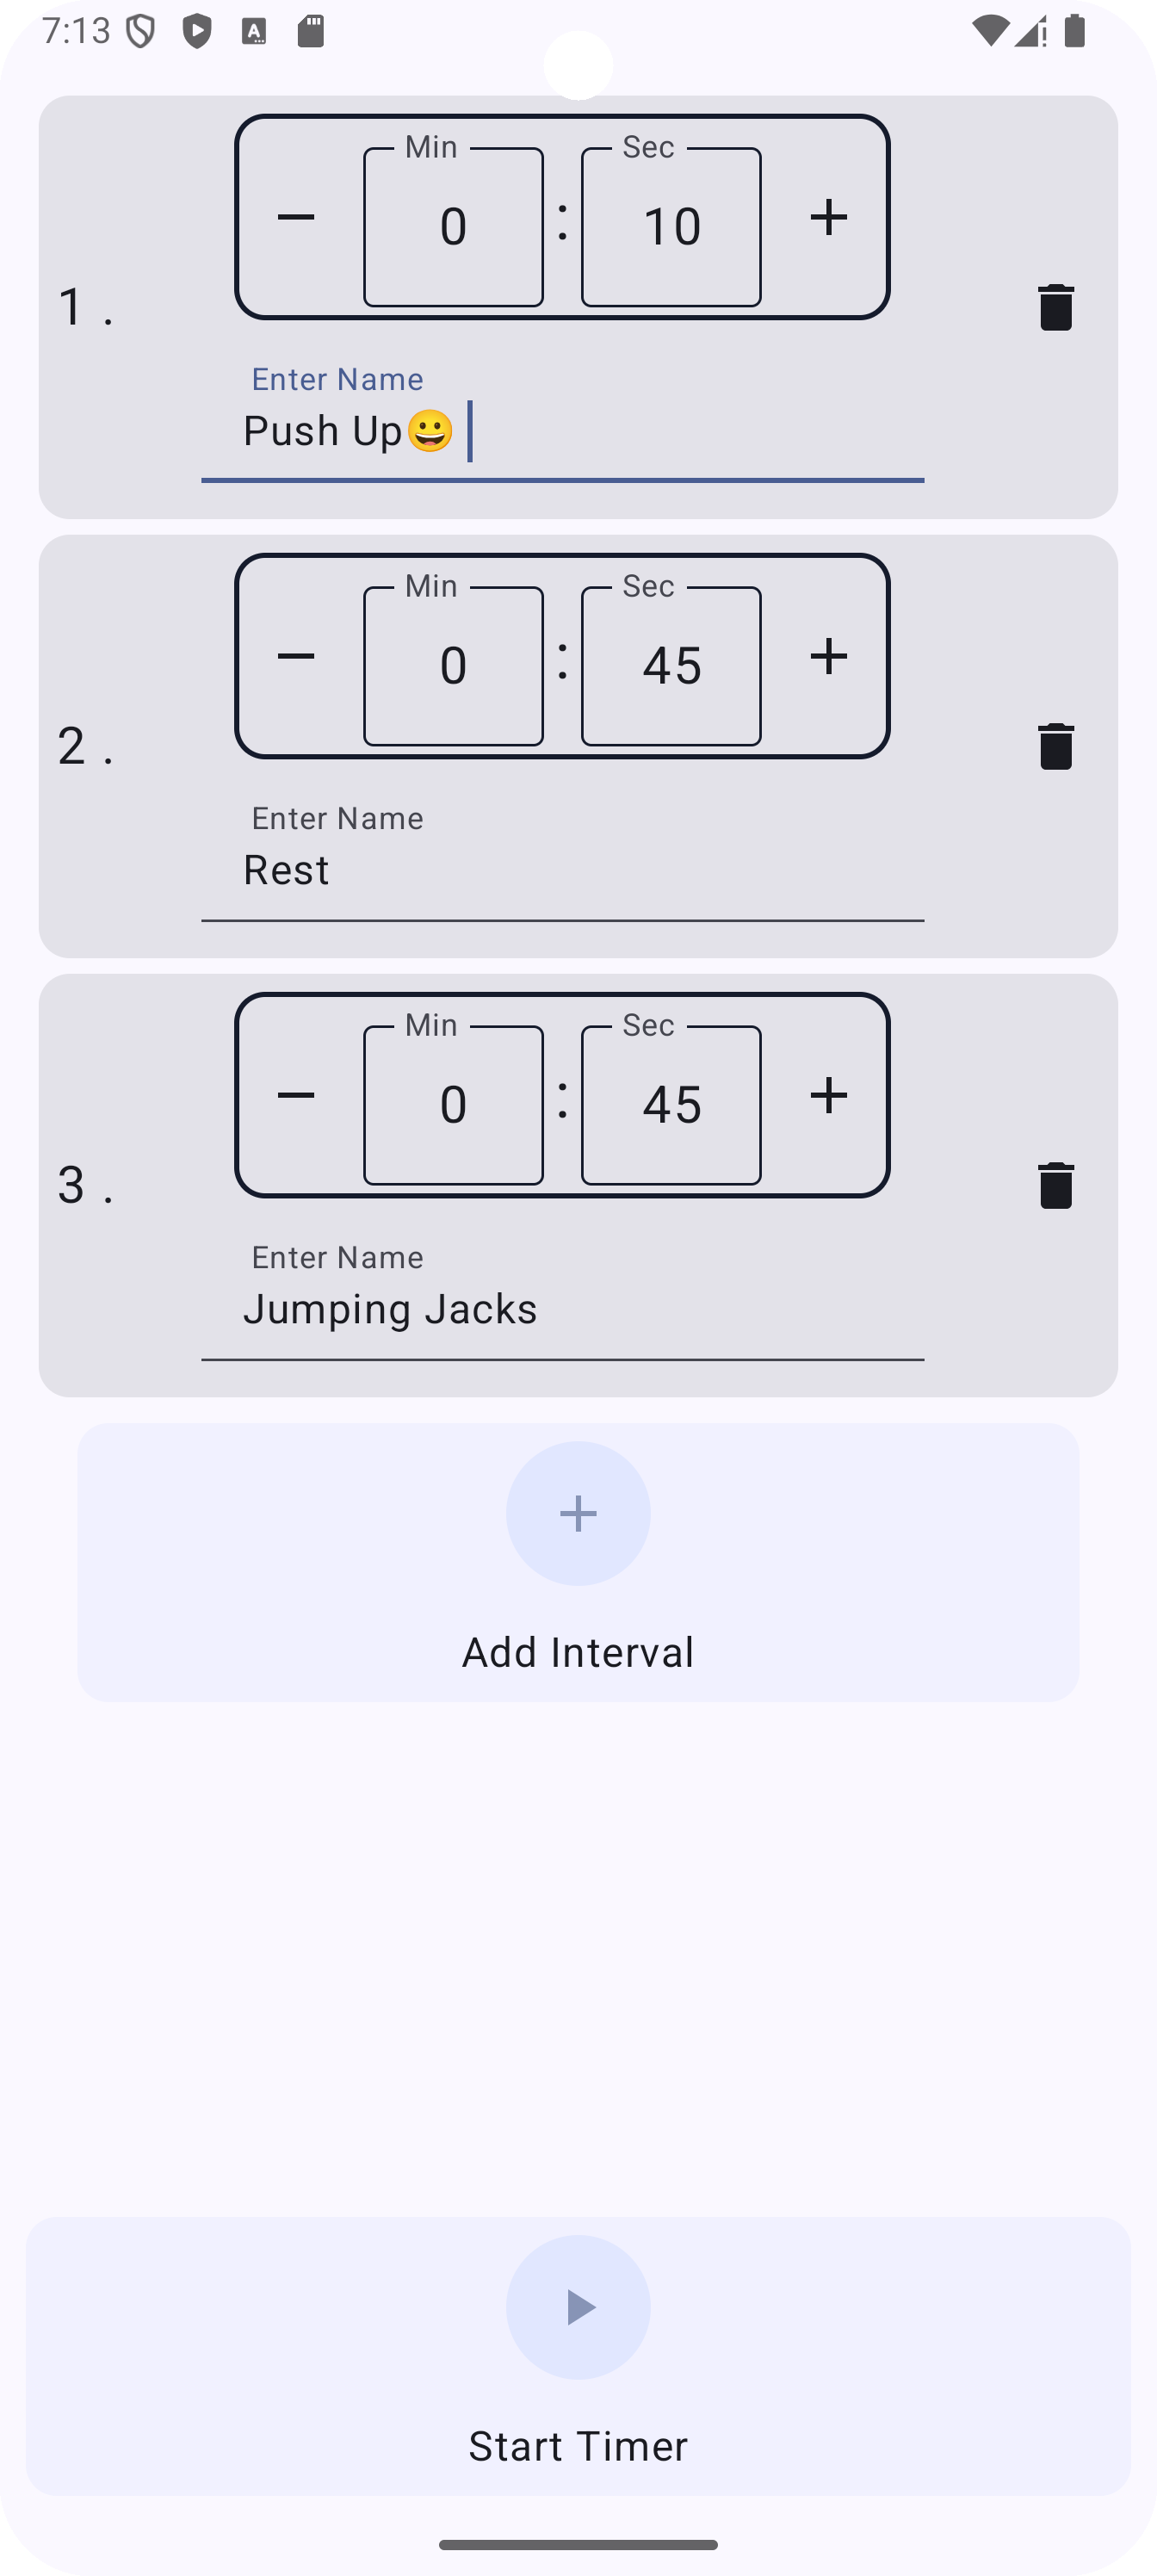 7:13
Min Sec
0 : 10
1 .
Enter Name
Push Up😀
Min Sec
0 : 45
2 .
Enter Name
Rest
Min Sec
0 : 45
3 .
Enter Name
Jumping Jacks
Add Interval
Start Timer